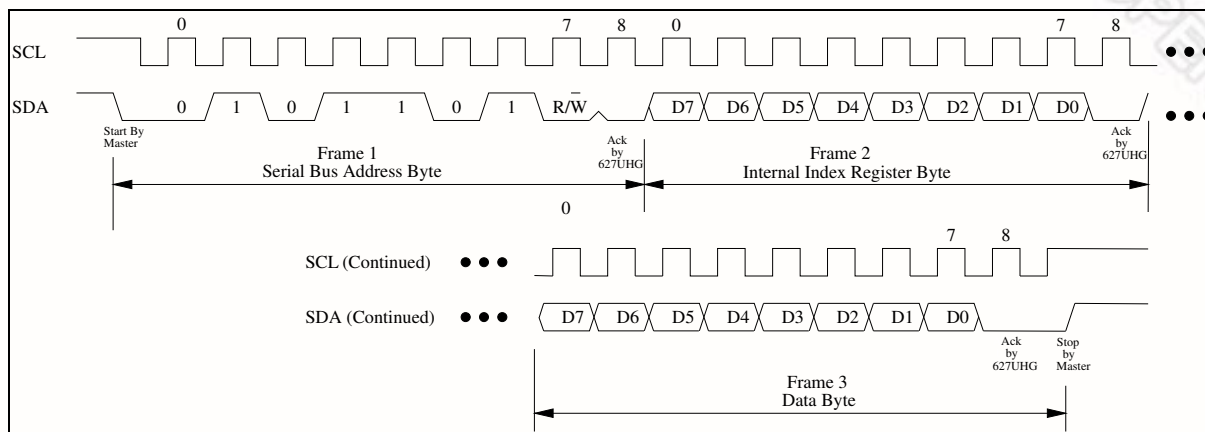 0 7 8 0 7 8
SCL
SDA 0 1 0 1 1 0 1 R/W̅ D7 D6 D5 D4 D3 D2 D1 D0
Start By
Master
Ack
by
627UHG
Ack
by
627UHG
Frame 1
Serial Bus Address Byte
Frame 2
Internal Index Register Byte
0 7 8
SCL (Continued)
SDA (Continued) D7 D6 D5 D4 D3 D2 D1 D0
Ack
by
627UHG
Stop
by
Master
Frame 3
Data Byte